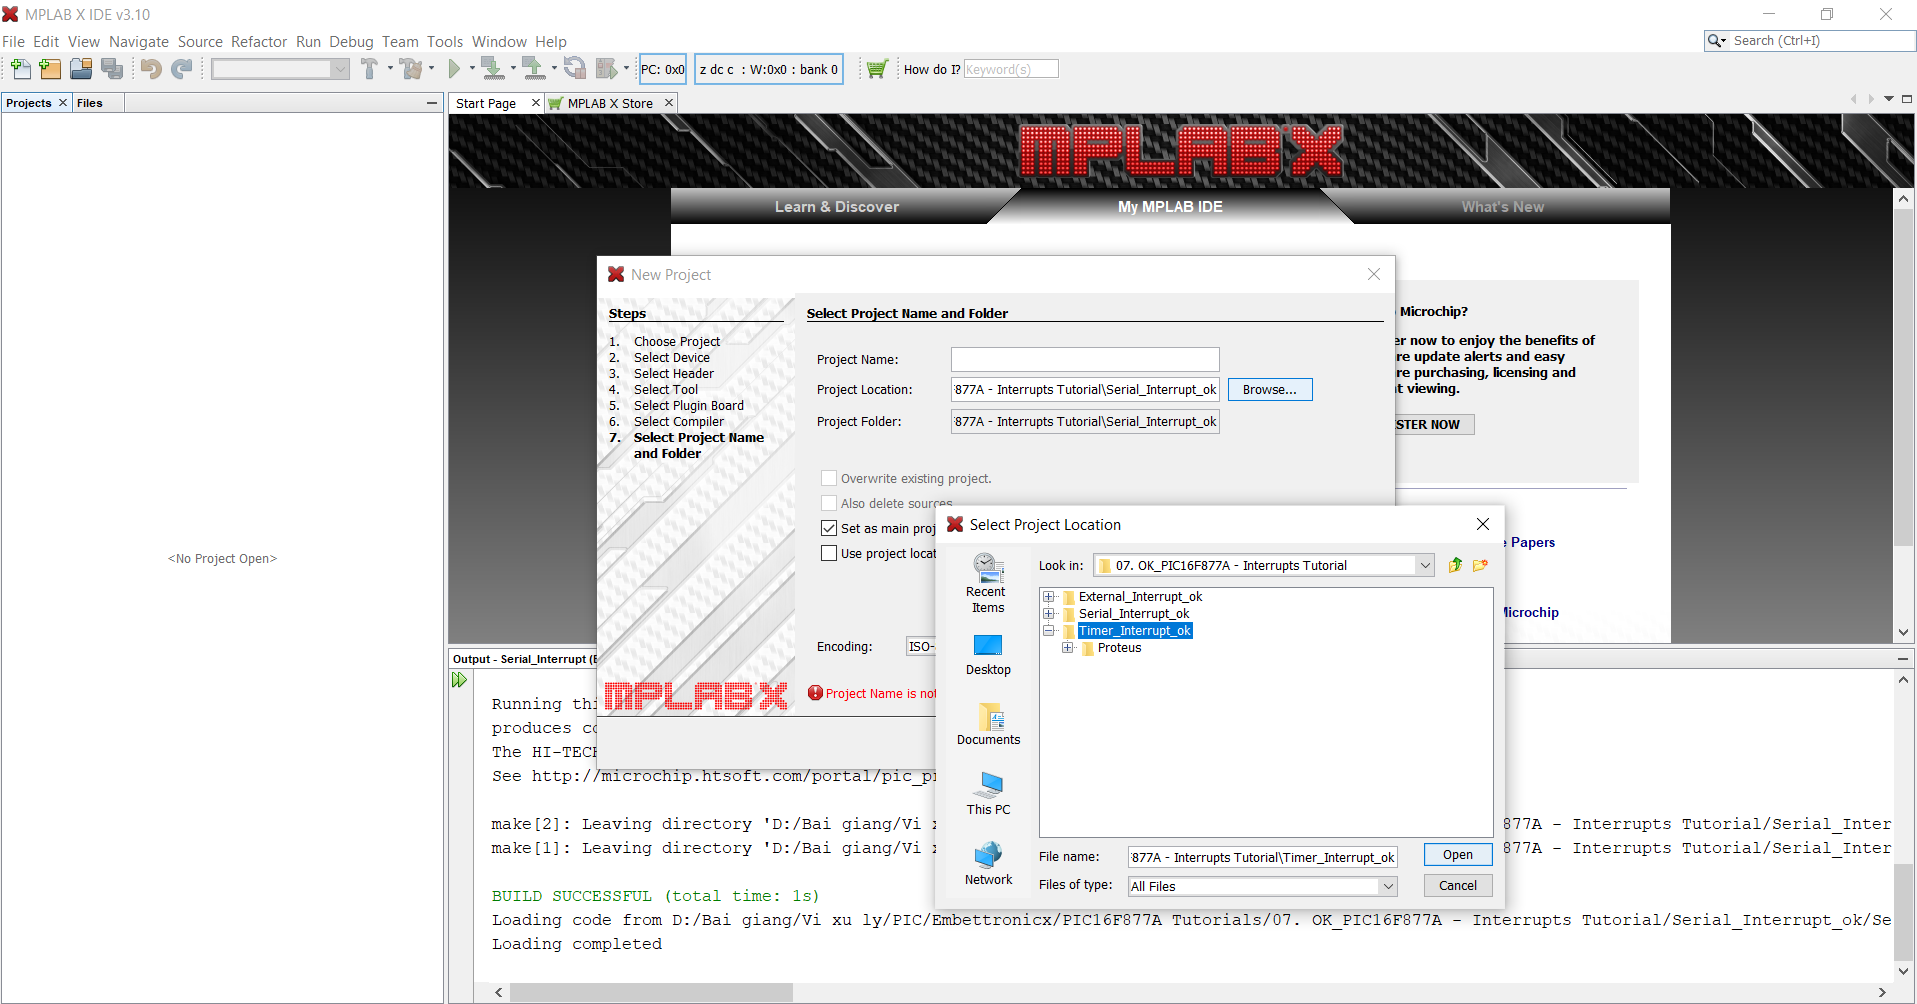 MPLAB X IDE v3.10
File Edit View Navigate Source Refactor Run Debug Team Tools Window Help
Search (Ctrl+I)
PC: 0x0
z dc c : W:0x0 : bank 0
How do I?
Keyword(s)
Projects
Files
Start Page
MPLAB X Store
MPLAB X
Learn & Discover
My MPLAB IDE
What's New
<No Project Open>
Microchip?
er now to enjoy the benefits of
re update alerts and easy
re purchasing, licensing and
t viewing.
STER NOW
e Papers
Microchip
New Project
Steps
1. Choose Project
2. Select Device
3. Select Header
4. Select Tool
5. Select Plugin Board
6. Select Compiler
7. Select Project Name
and Folder
MPLAB X
Select Project Name and Folder
Project Name:
Project Location:
877A - Interrupts Tutorial\Serial_Interrupt_ok
Browse...
Project Folder:
877A - Interrupts Tutorial\Serial_Interrupt_ok
Overwrite existing project.
Also delete sources.
Set as main proj
Use project locat
Encoding:
ISO-
Project Name is not
Select Project Location
Look in:
07. OK_PIC16F877A - Interrupts Tutorial
Recent
Items
Desktop
Documents
This PC
Network
External_Interrupt_ok
Serial_Interrupt_ok
Timer_Interrupt_ok
Proteus
File name:
877A - Interrupts Tutorial\Timer_Interrupt_ok
Open
Files of type:
All Files
Cancel
Output - Serial_Interrupt (
Running thi
produces co
The HI-TECH
See http://microchip.htsoft.com/portal/pic_p
make[2]: Leaving directory 'D:/Bai giang/Vi x
877A - Interrupts Tutorial/Serial_Inter
make[1]: Leaving directory 'D:/Bai giang/Vi x
877A - Interrupts Tutorial/Serial_Inter
BUILD SUCCESSFUL (total time: 1s)
Loading code from D:/Bai giang/Vi xu ly/PIC/Embettronicx/PIC16F877A Tutorials/07. OK_PIC16F877A - Interrupts Tutorial/Serial_Interrupt_ok/Se
Loading completed